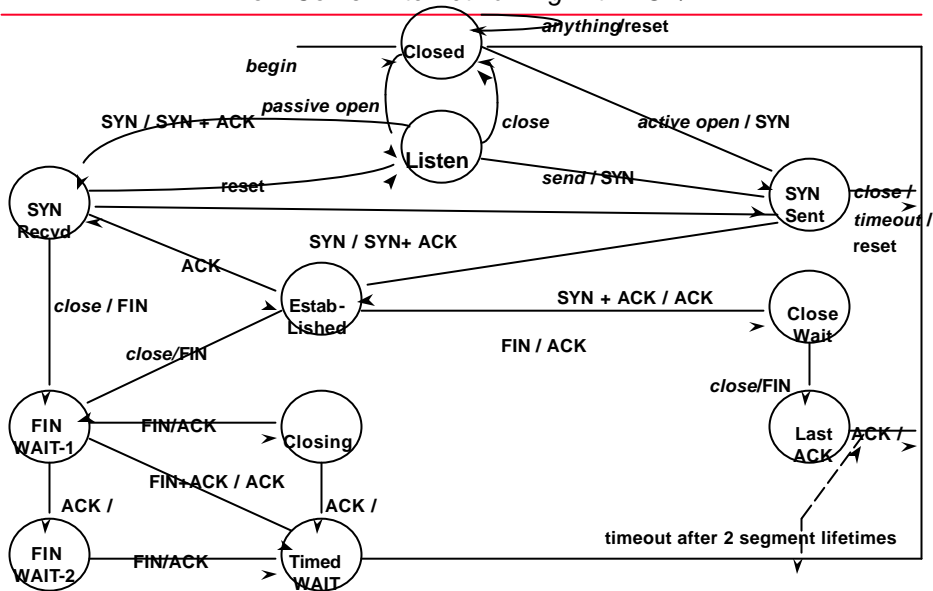 anything/reset
Closed
begin
passive open
close
SYN / SYN + ACK
active open / SYN
Listen
reset
send / SYN
SYN
Sent
close /
timeout /
reset
SYN
Recvd
SYN / SYN+ ACK
ACK
Estab-
Lished
SYN + ACK / ACK
Close
Wait
close / FIN
FIN / ACK
close/FIN
close/FIN
FIN
WAIT-1
FIN/ACK
Closing
Last
ACK
ACK /
FIN+ACK / ACK
ACK /
ACK /
timeout after 2 segment lifetimes
FIN
WAIT-2
FIN/ACK
Timed
WAIT